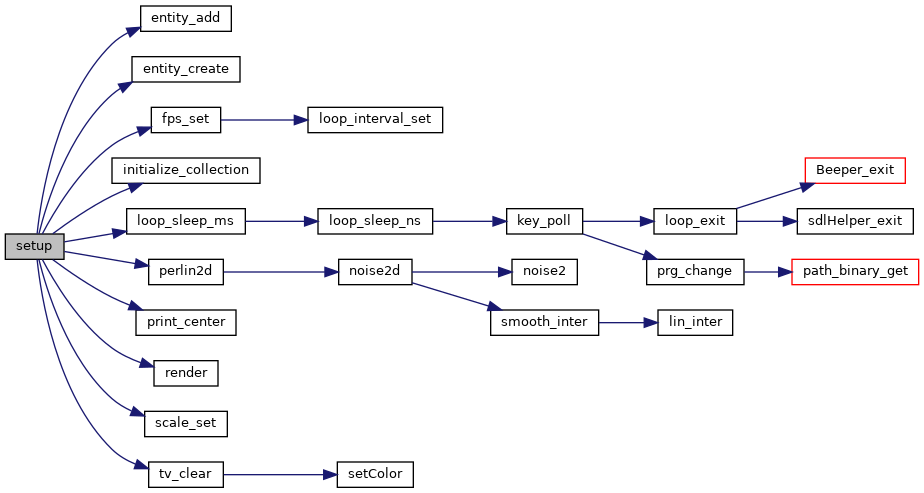 entity_add
entity_create
fps_set
loop_interval_set
initialize_collection
Beeper_exit
loop_sleep_ms
loop_sleep_ns
key_poll
loop_exit
sdlHelper_exit
setup
perlin2d
noise2d
noise2
prg_change
path_binary_get
print_center
smooth_inter
lin_inter
render
scale_set
tv_clear
setColor